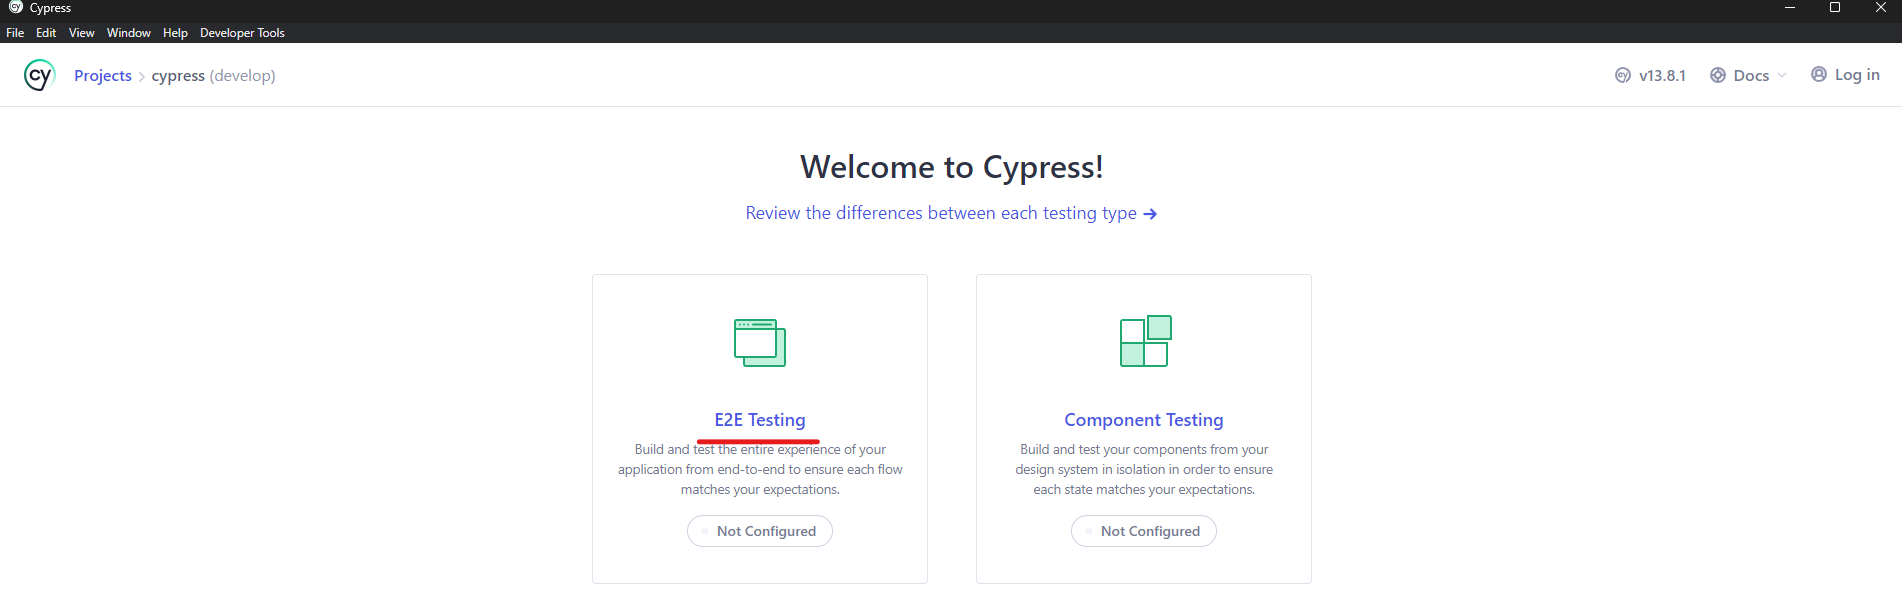 cy Cypress
File Edit View Window Help Developer Tools
cy Projects > cypress (develop)
cy v13.8.1 Docs Log in
Welcome to Cypress!
Review the differences between each testing type →
E2E Testing
Build and test the entire experience of your
application from end-to-end to ensure each flow
matches your expectations.
Not Configured
Component Testing
Build and test your components from your
design system in isolation in order to ensure
each state matches your expectations.
Not Configured